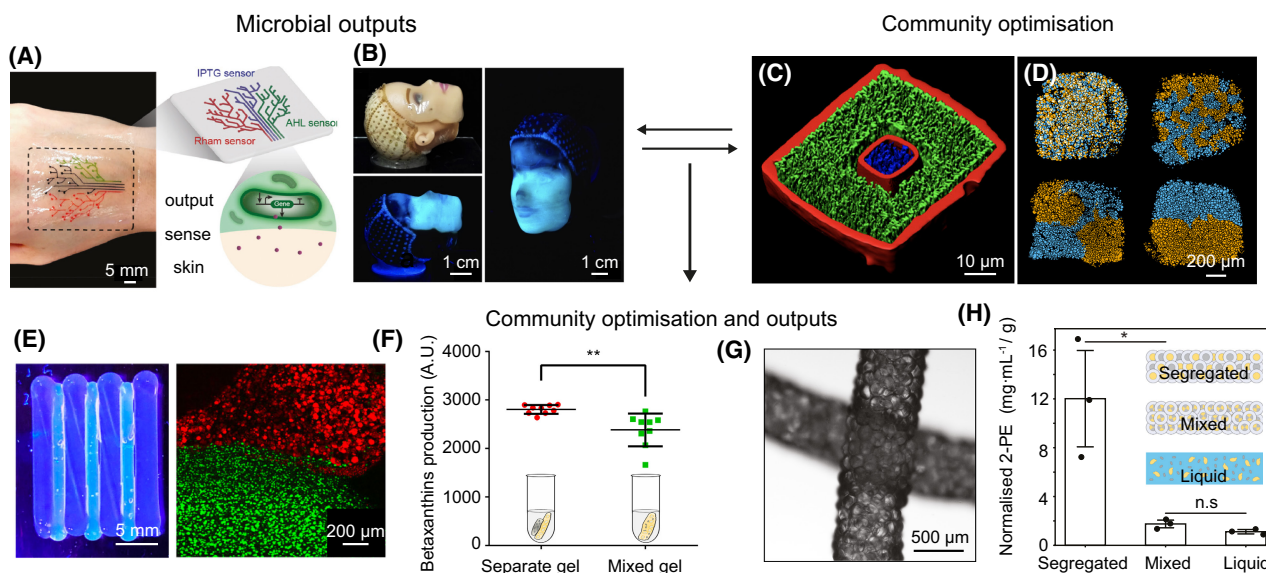 Microbial outputs
Community optimisation
(A)
IPTG sensor
AHL sensor
Rham sensor
output
Gene
sense
skin
5 mm
(B)
1 cm
1 cm
(C)
10 µm
(D)
200 µm
Community optimisation and outputs
(E)
5 mm
200 µm
(F)
Betaxanthins production (A.U.)
4000
3000
2000
1000
0
**
Separate gel
Mixed gel
(G)
500 µm
(H)
Normalised 2-PE (mg·mL⁻¹ / g)
16
12
8
4
0
*
Segregated
Mixed
Liquid
n.s
Segregated
Mixed
Liquid